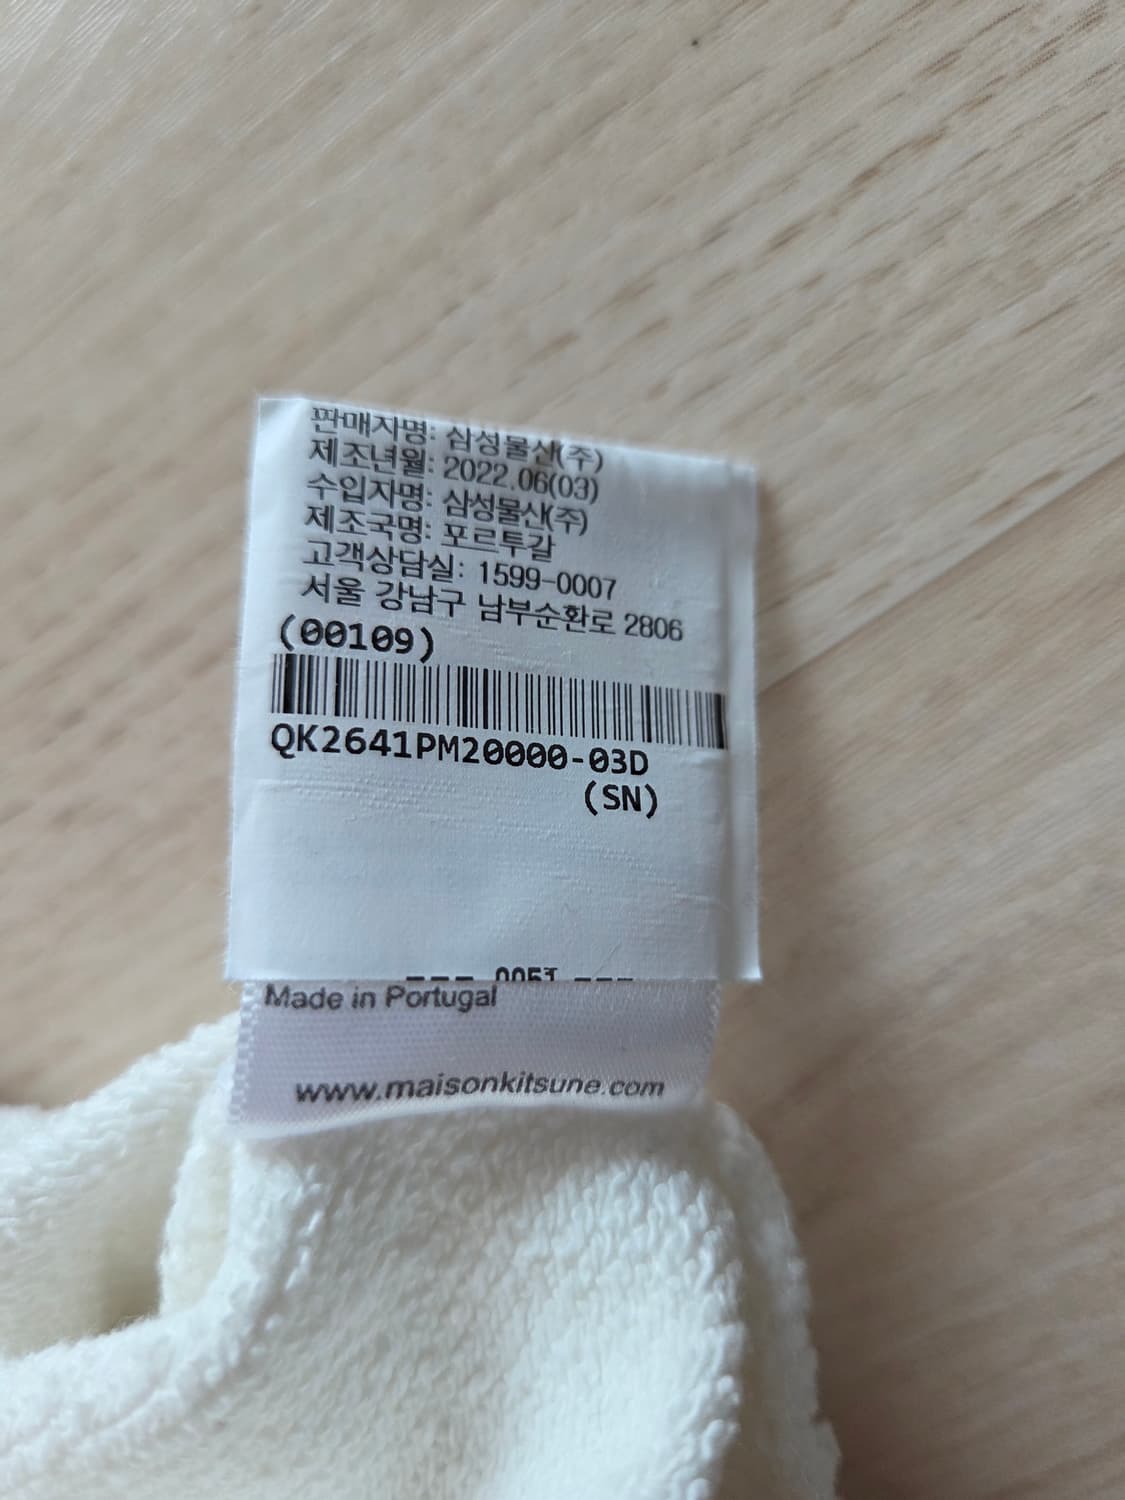 판매자명: 삼성물산(주)
제조년월: 2022.06(03)
수입자명: 삼성물산(주)
제조국명: 포르투갈
고객상담실: 1599-0007
서울 강남구 남부순환로 2806
(00109)
QK2641PM20000-03D
(SN)
Made in Portugal
www.maisonkitsune.com